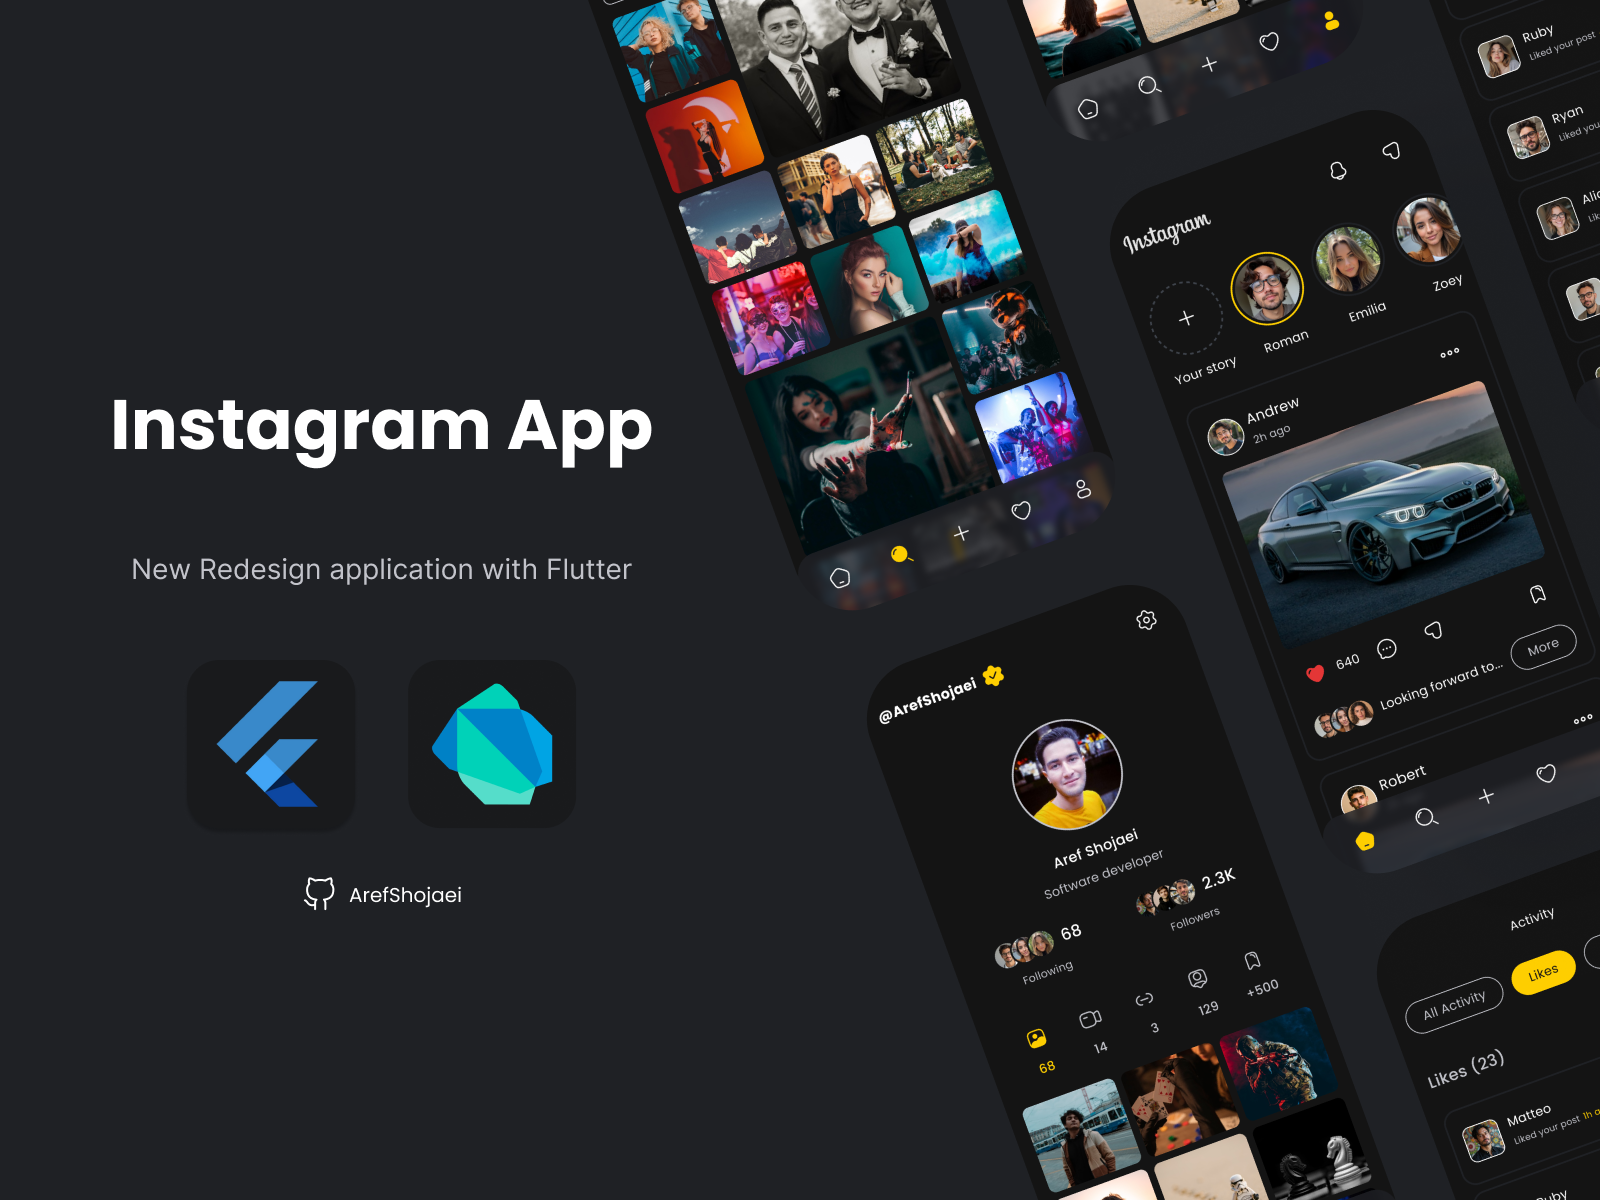 Instagram App
New Redesign application with Flutter
ArefShojaei
Instagram
Your story
Roman
Emilia
Zoey
Andrew
2h ago
640
Looking forward to...
More
Robert
@ArefShojaei
Aref Shojaei
Software developer
68
Following
2.3K
Followers
68
14
3
129
+500
Ruby
Liked your post
Ryan
Liked you
Activity
All Activity
Likes
Likes (23)
Matteo
Liked your post 1h a
Ruby